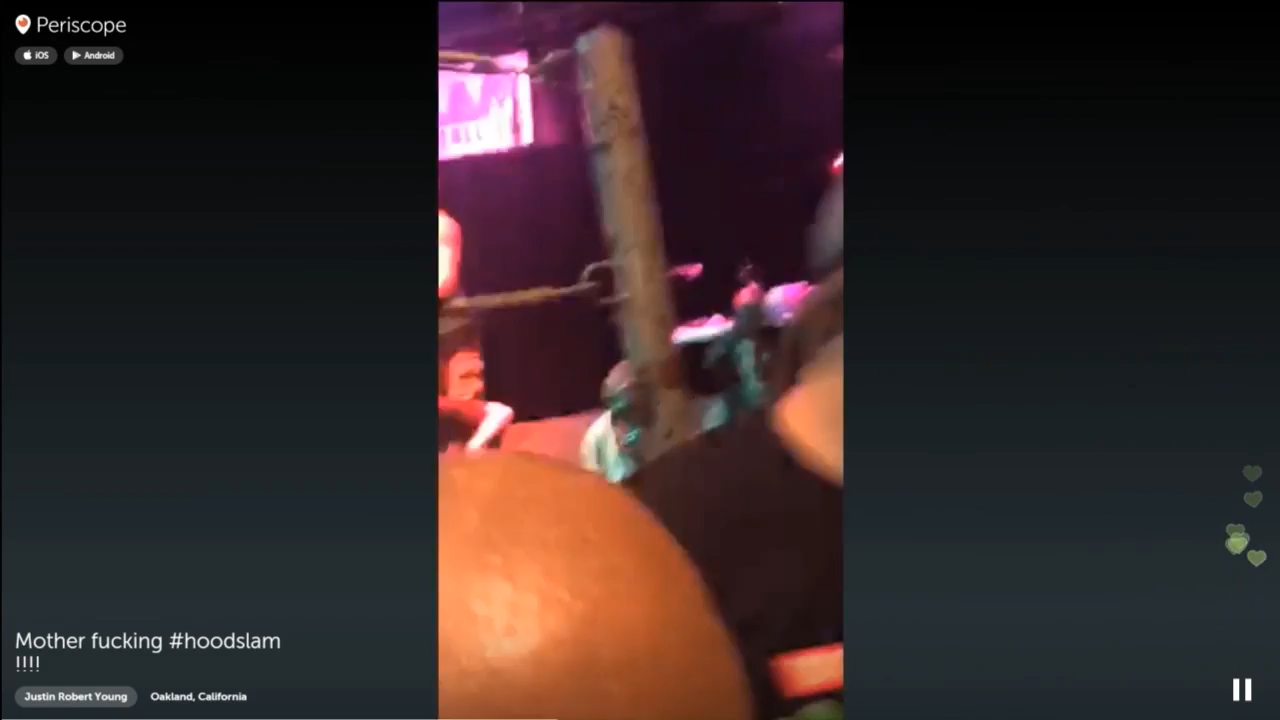 Periscope
iOS
Android
Mother fucking #hoodslam
!!!!
Justin Robert Young
Oakland, California